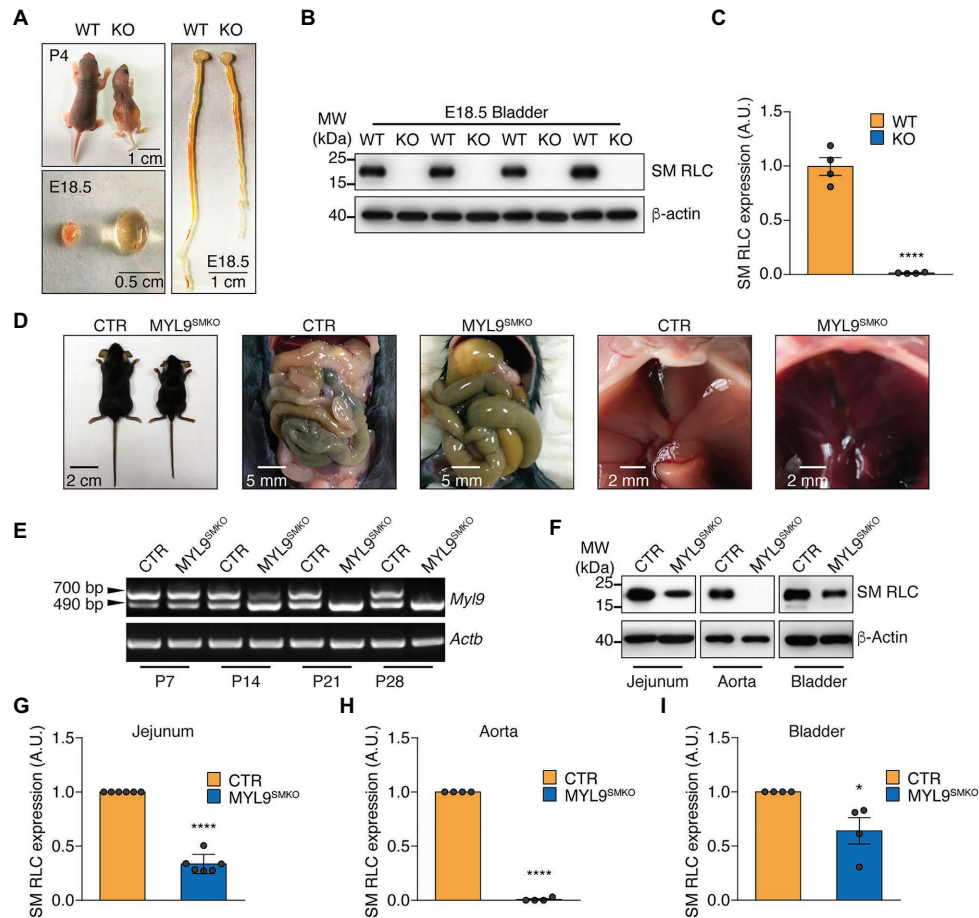 A
WT KO
P4
1 cm
E18.5
0.5 cm
WT KO
E18.5
1 cm
B
E18.5 Bladder
MW
(kDa)
WT KO WT KO WT KO WT KO
25
15
SM RLC
40
β-actin
C
SM RLC expression (A.U.)
1.5
1.0
0.5
0.0
WT
KO
****
D
CTR MYL9SMKO
2 cm
CTR
5 mm
MYL9SMKO
5 mm
CTR
2 mm
MYL9SMKO
2 mm
E
CTR MYL9SMKO CTR MYL9SMKO CTR MYL9SMKO CTR MYL9SMKO
700 bp
490 bp
Myl9
Actb
P7 P14 P21 P28
F
MW
(kDa)
CTR MYL9SMKO CTR MYL9SMKO CTR MYL9SMKO
25
15
SM RLC
40
β-Actin
Jejunum Aorta Bladder
G
Jejunum
SM RLC expression (A.U.)
1.5
1.0
0.5
0.0
CTR
MYL9SMKO
****
H
Aorta
SM RLC expression (A.U.)
1.5
1.0
0.5
0.0
CTR
MYL9SMKO
****
I
Bladder
SM RLC expression (A.U.)
1.5
1.0
0.5
0.0
CTR
MYL9SMKO
*